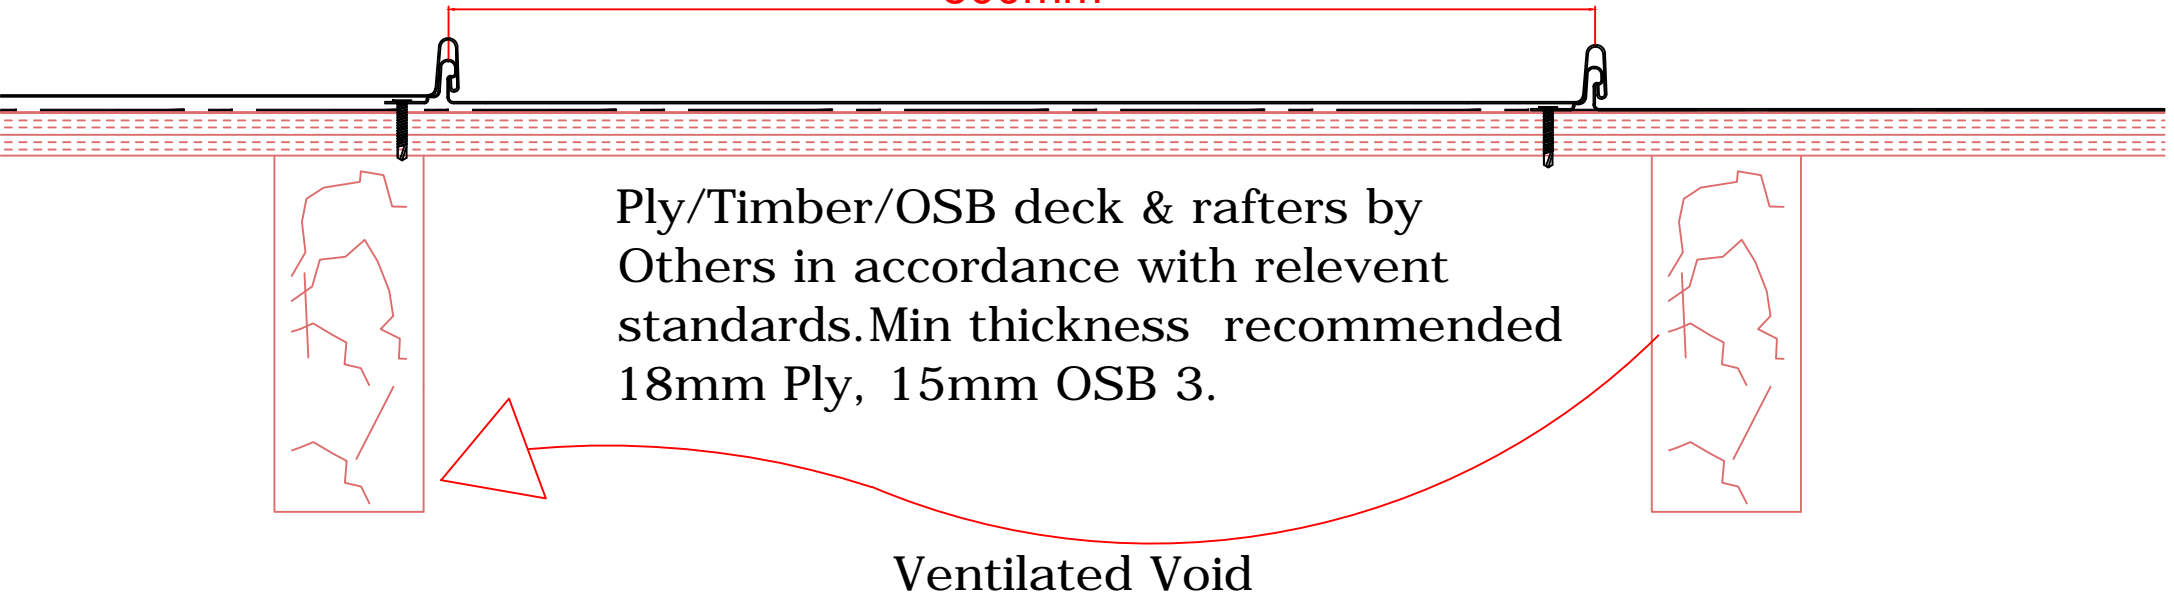 Ply/Timber/OSB deck & rafters by
Others in accordance with relevent
standards.Min thickness  recommended
18mm Ply, 15mm OSB 3.
Ventilated Void